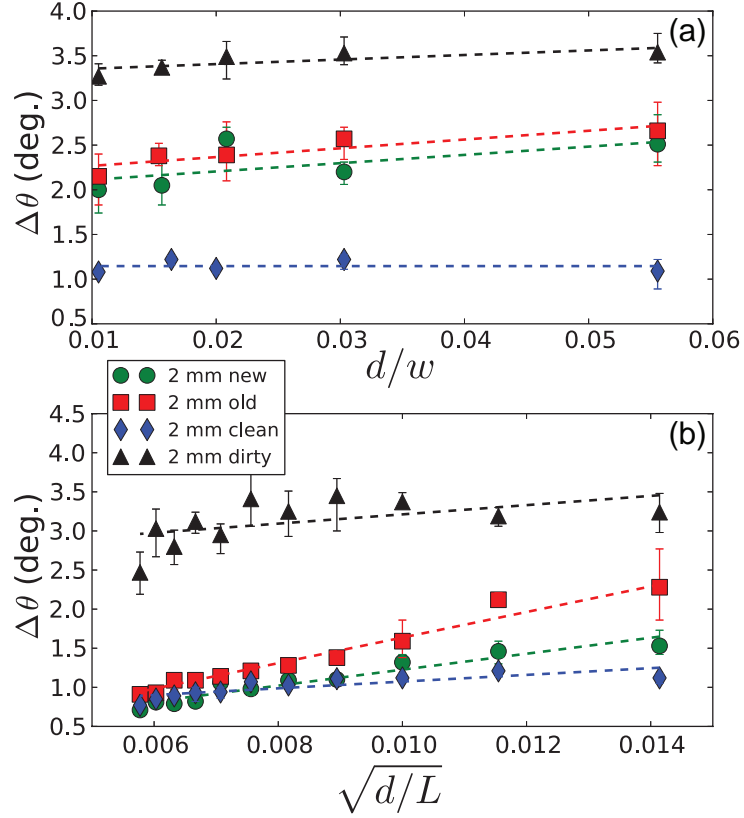 (a)
4.0
3.5
3.0
2.5
2.0
1.5
1.0
0.5
Δθ (deg.)
0.01 0.02 0.03 0.04 0.05 0.06
d/w
2 mm new
2 mm old
2 mm clean
2 mm dirty
(b)
4.5
4.0
3.5
3.0
2.5
2.0
1.5
1.0
0.5
Δθ (deg.)
0.006 0.008 0.010 0.012 0.014
√d/L